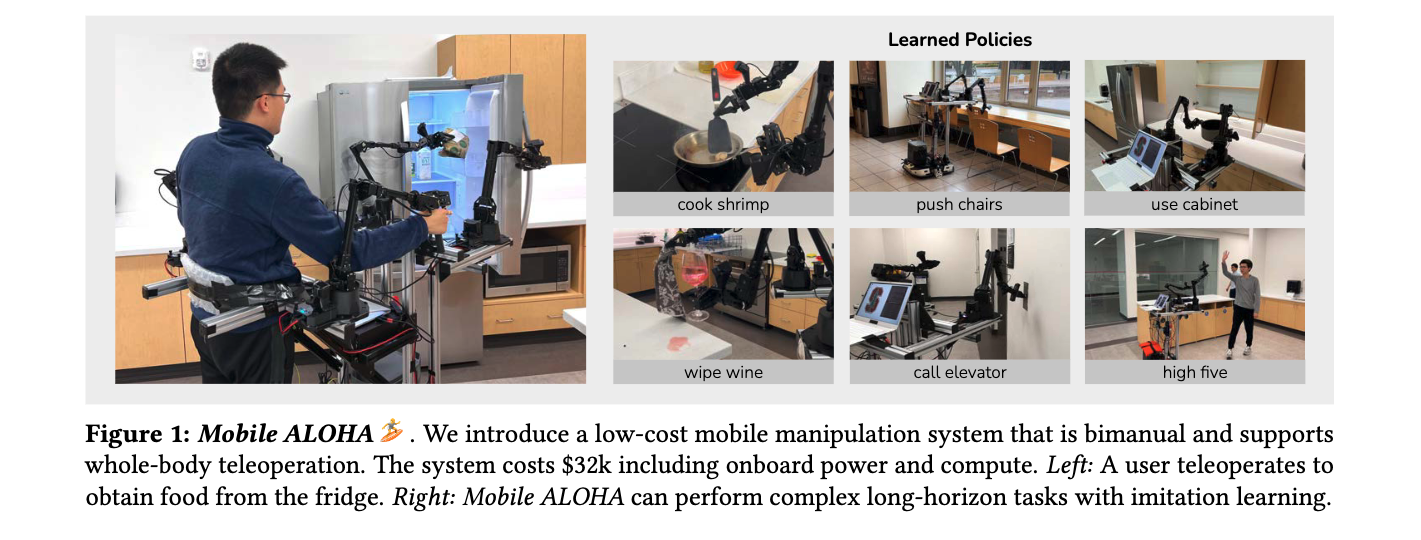 Learned Policies
cook shrimp
push chairs
use cabinet
wipe wine
call elevator
high five
Figure 1: Mobile ALOHA 🏄. We introduce a low-cost mobile manipulation system that is bimanual and supports
whole-body teleoperation. The system costs $32k including onboard power and compute. Left: A user teleoperates to
obtain food from the fridge. Right: Mobile ALOHA can perform complex long-horizon tasks with imitation learning.